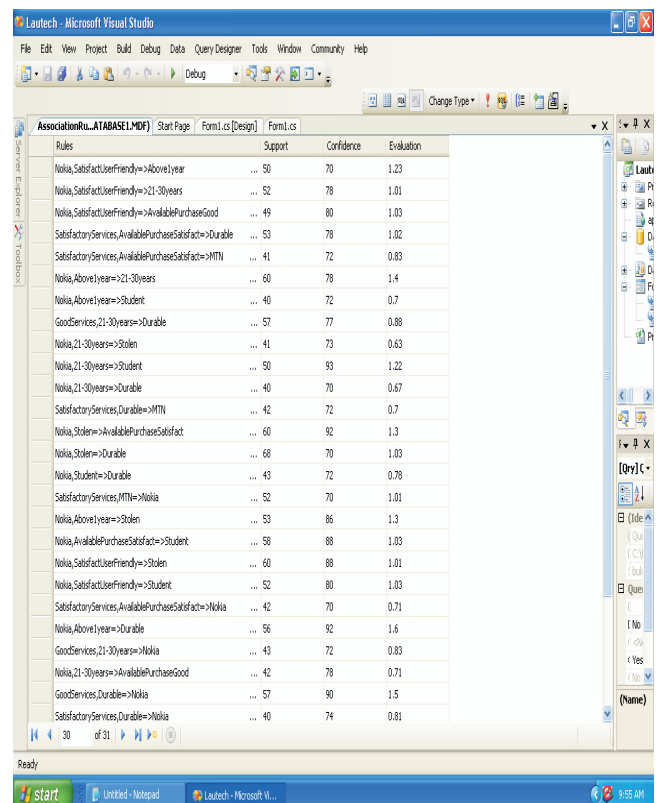 Lautech - Microsoft Visual Studio
File Edit View Project Build Debug Data Query Designer Tools Window Community Help
Debug
Change Type
AssociationRu...ATABASE1.MDF) Start Page Form1.cs [Design] Form1.cs
Server Explorer
Toolbox
Rules Support Confidence Evaluation
Nokia,SatisfactUserFriendly=>Above1year ... 50 70 1.23
Nokia,SatisfactUserFriendly=>21-30years ... 52 78 1.01
Nokia,SatisfactUserFriendly=>AvailablePurchaseGood ... 49 80 1.03
SatisfactoryServices,AvailablePurchaseSatisfact=>Durable ... 53 78 1.02
SatisfactoryServices,AvailablePurchaseSatisfact=>MTN ... 41 72 0.83
Nokia,Above1year=>21-30years ... 60 78 1.4
Nokia,Above1year=>Student ... 40 72 0.7
GoodServices,21-30years=>Durable ... 57 77 0.88
Nokia,21-30years=>Stolen ... 41 73 0.63
Nokia,21-30years=>Student ... 50 93 1.22
Nokia,21-30years=>Durable ... 40 70 0.67
SatisfactoryServices,Durable=>MTN ... 42 72 0.7
Nokia,Stolen=>AvailablePurchaseSatisfact ... 60 92 1.3
Nokia,Stolen=>Durable ... 68 70 1.03
Nokia,Student=>Durable ... 43 72 0.78
SatisfactoryServices,MTN=>Nokia ... 52 70 1.01
Nokia,Above1year=>Stolen ... 53 86 1.3
Nokia,AvailablePurchaseSatisfact=>Student ... 58 88 1.03
Nokia,SatisfactUserFriendly=>Stolen ... 60 88 1.01
Nokia,SatisfactUserFriendly=>Student ... 52 80 1.03
SatisfactoryServices,AvailablePurchaseSatisfact=>Nokia ... 42 70 0.71
Nokia,Above1year=>Durable ... 56 92 1.6
GoodServices,21-30years=>Nokia ... 43 72 0.83
Nokia,21-30years=>AvailablePurchaseGood ... 42 78 0.71
GoodServices,Durable=>Nokia ... 57 90 1.5
SatisfactoryServices,Durable=>Nokia ... 40 74 0.81
30 of 31
Laut
[Qry] C
(Ide
Que
No
Yes
(Name)
Ready
start Untitled - Notepad Lautech - Microsoft Vi... 9:55 AM